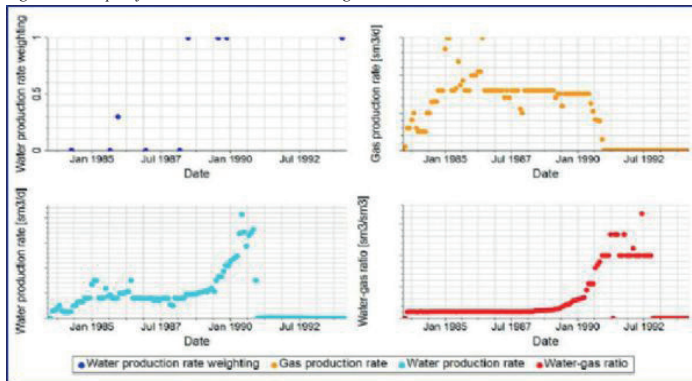 Water production rate weighting
1
0.5
0
Jan 1985 Jul 1987 Jan 1990 Jul 1992
Date
Gas production rate [sm3/d]
Jan 1985 Jul 1987 Jan 1990 Jul 1992
Date
Water production rate [sm3/d]
Jan 1985 Jul 1987 Jan 1990 Jul 1992
Date
Water-gas ratio [sm3/sm3]
Jan 1985 Jul 1987 Jan 1990 Jul 1992
Date
Water production rate weighting Gas production rate Water production rate Water-gas ratio